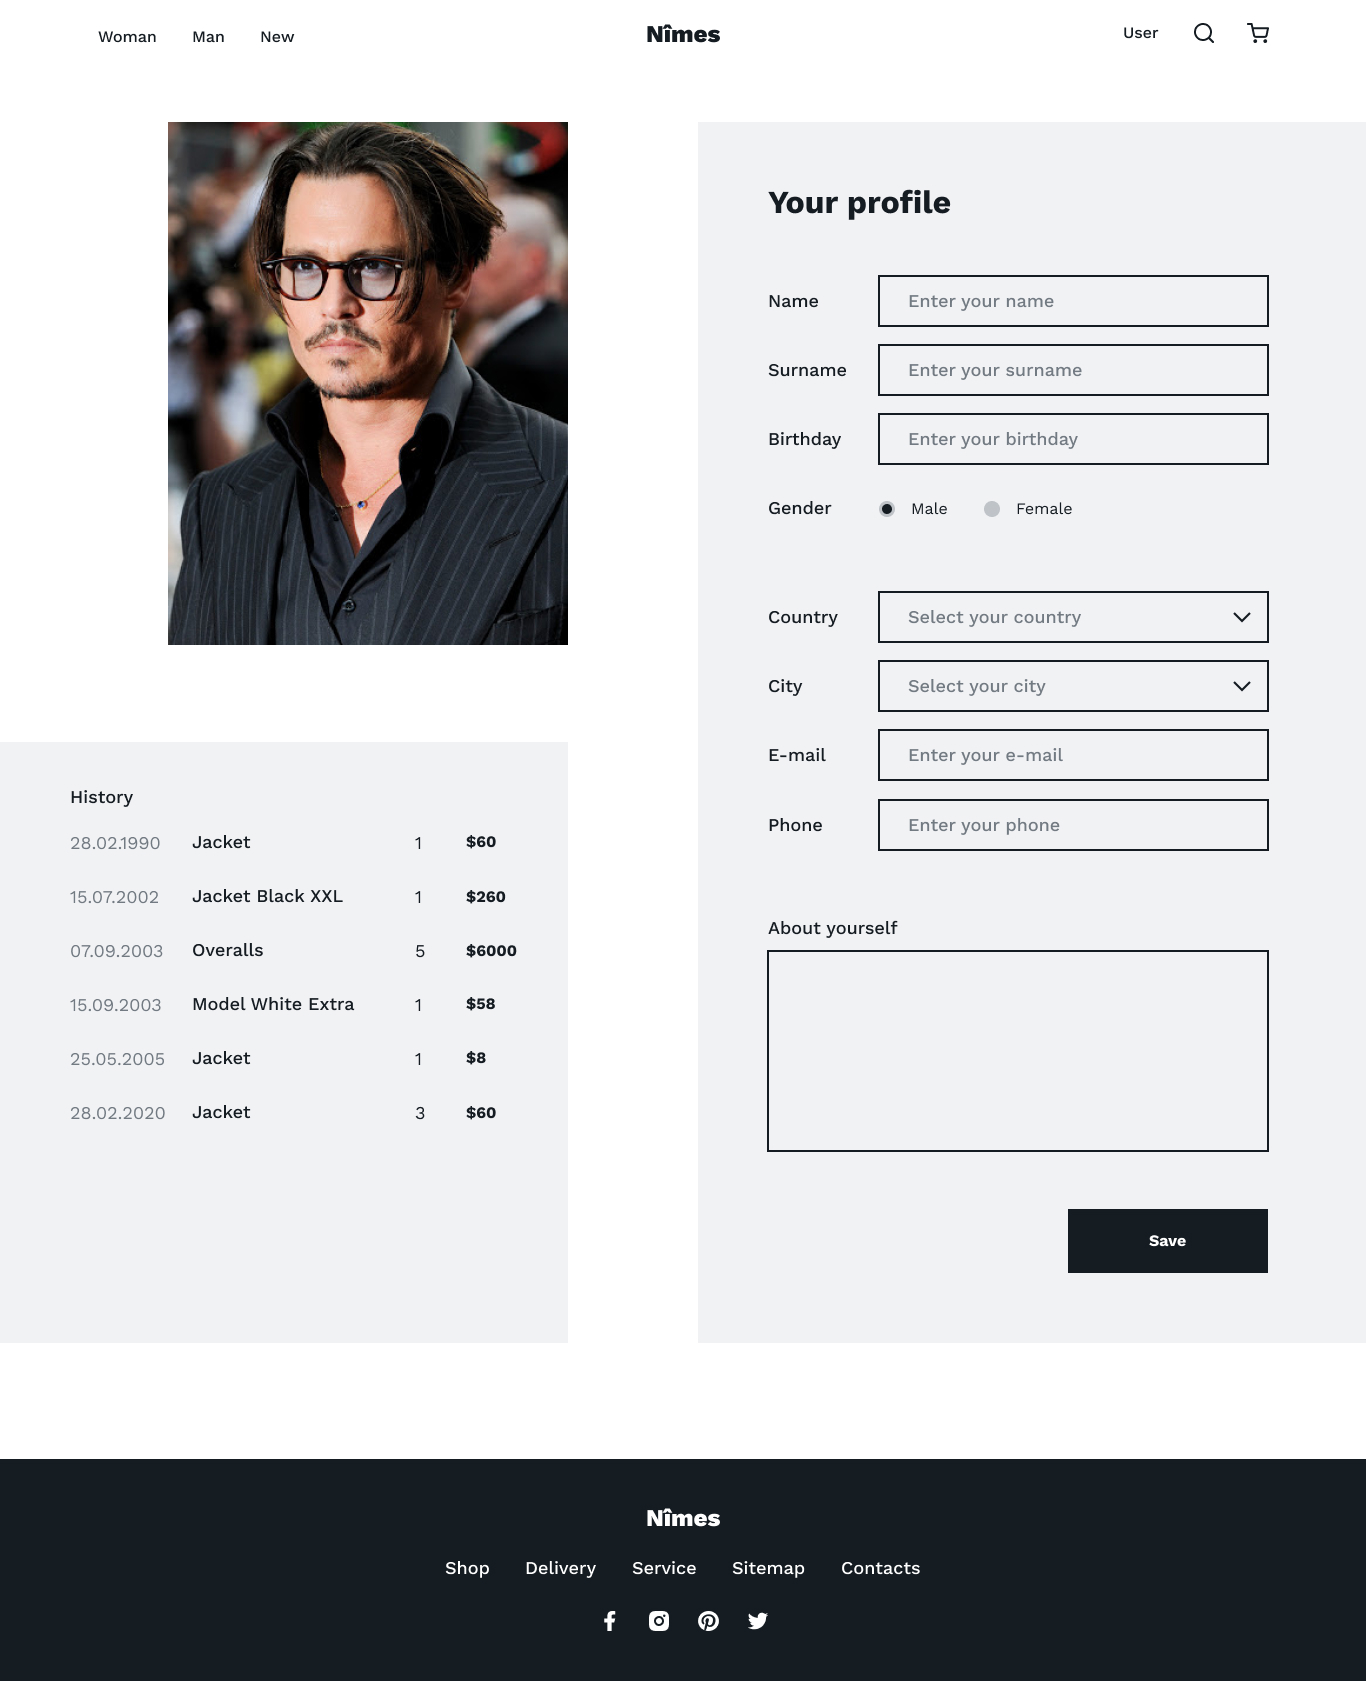 Woman Man New Nîmes User
Your profile
Name Enter your name
Surname Enter your surname
Birthday Enter your birthday
Gender Male Female
Country Select your country
City Select your city
E-mail Enter your e-mail
Phone Enter your phone
About yourself
Save
History
28.02.1990 Jacket 1 $60
15.07.2002 Jacket Black XXL 1 $260
07.09.2003 Overalls 5 $6000
15.09.2003 Model White Extra 1 $58
25.05.2005 Jacket 1 $8
28.02.2020 Jacket 3 $60
Nîmes
Shop Delivery Service Sitemap Contacts